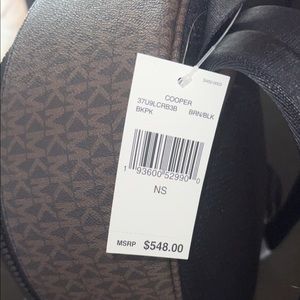 COOPER
37U9LCRB3B BRN/BLK
BKPK
1 93600 52990 0
NS
MSRP $548.00